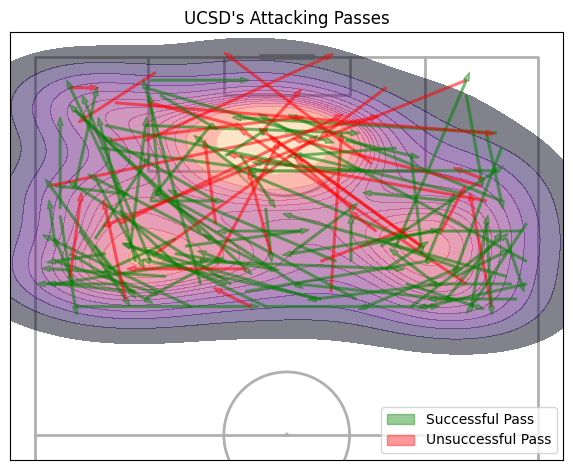 UCSD's Attacking Passes
Successful Pass
Unsuccessful Pass